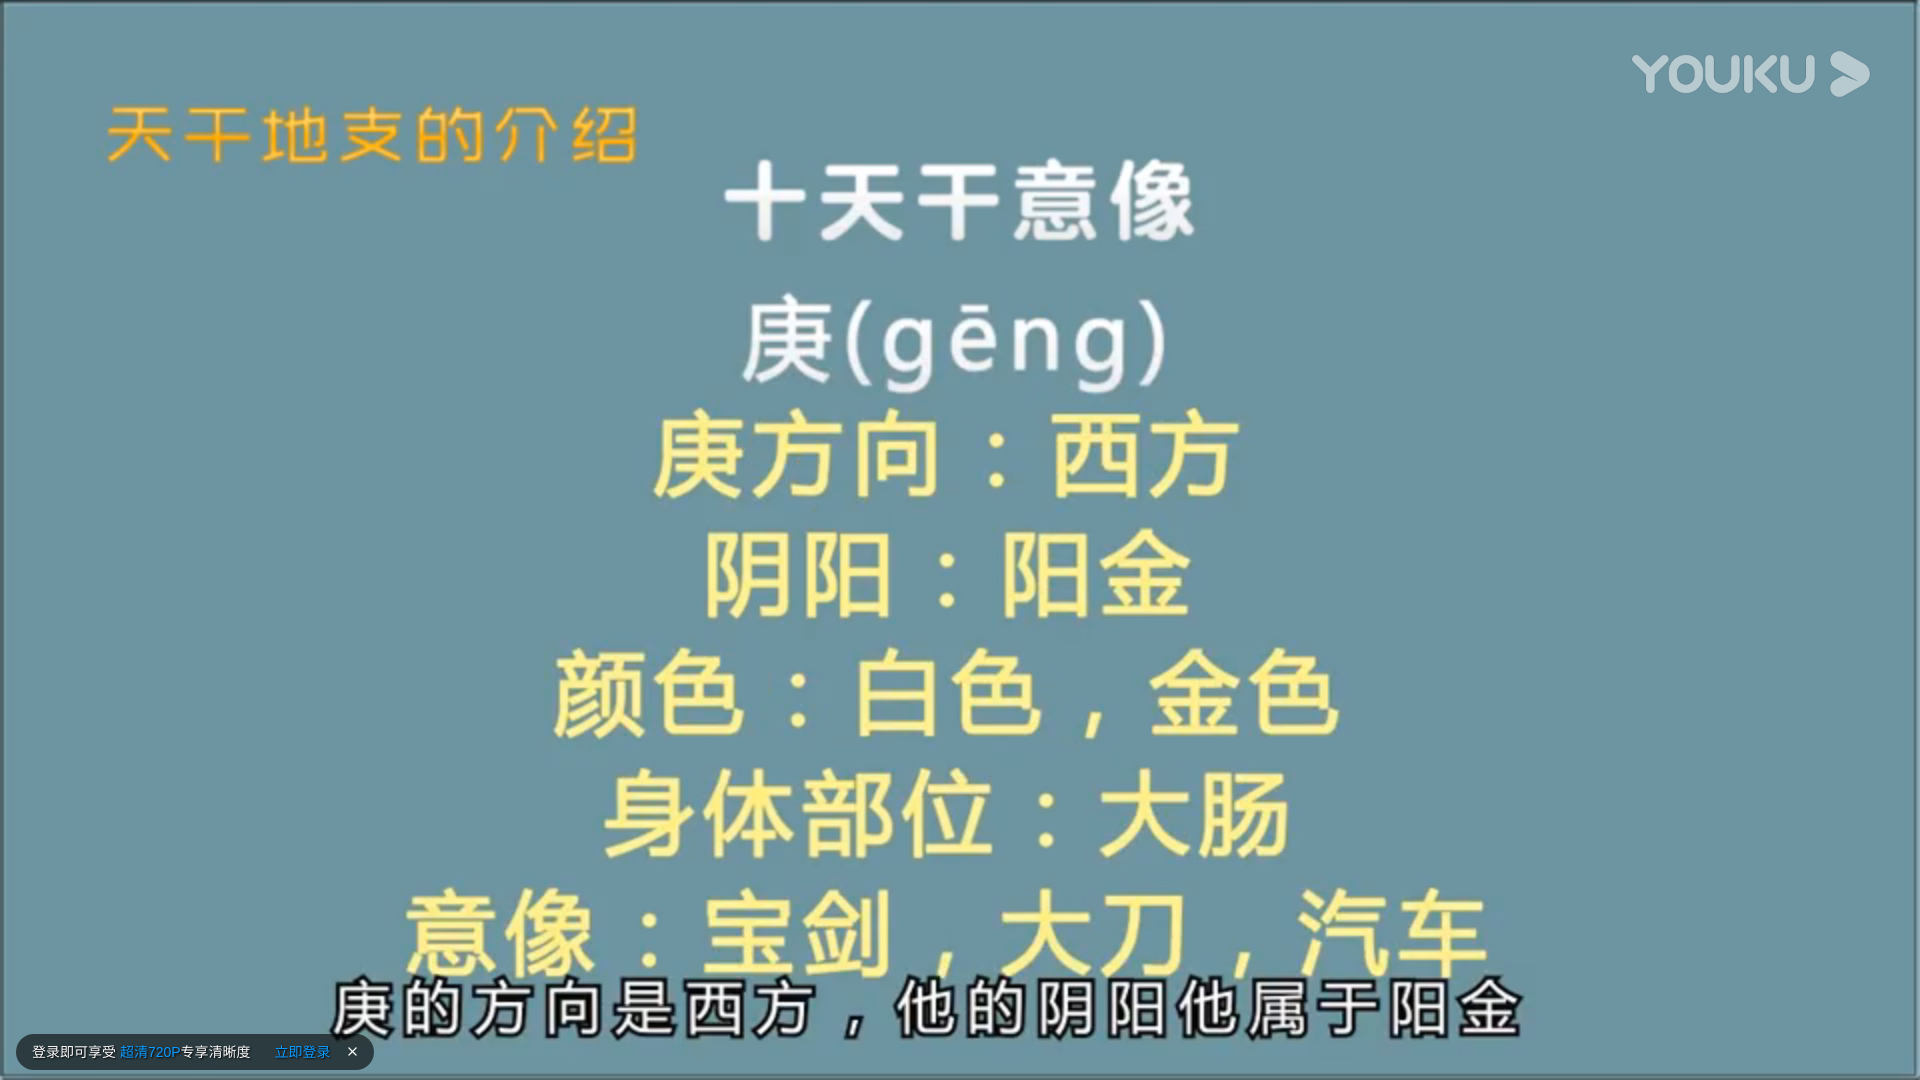 YOUKU
天干地支的介绍
十天干意像
庚(gēng)
庚方向：西方
阴阳：阳金
颜色：白色，金色
身体部位：大肠
意像：宝剑，大刀，汽车
庚的方向是西方，他的阴阳他属于阳金
登录即可享受 超清720P专享清晰度 立即登录 ×